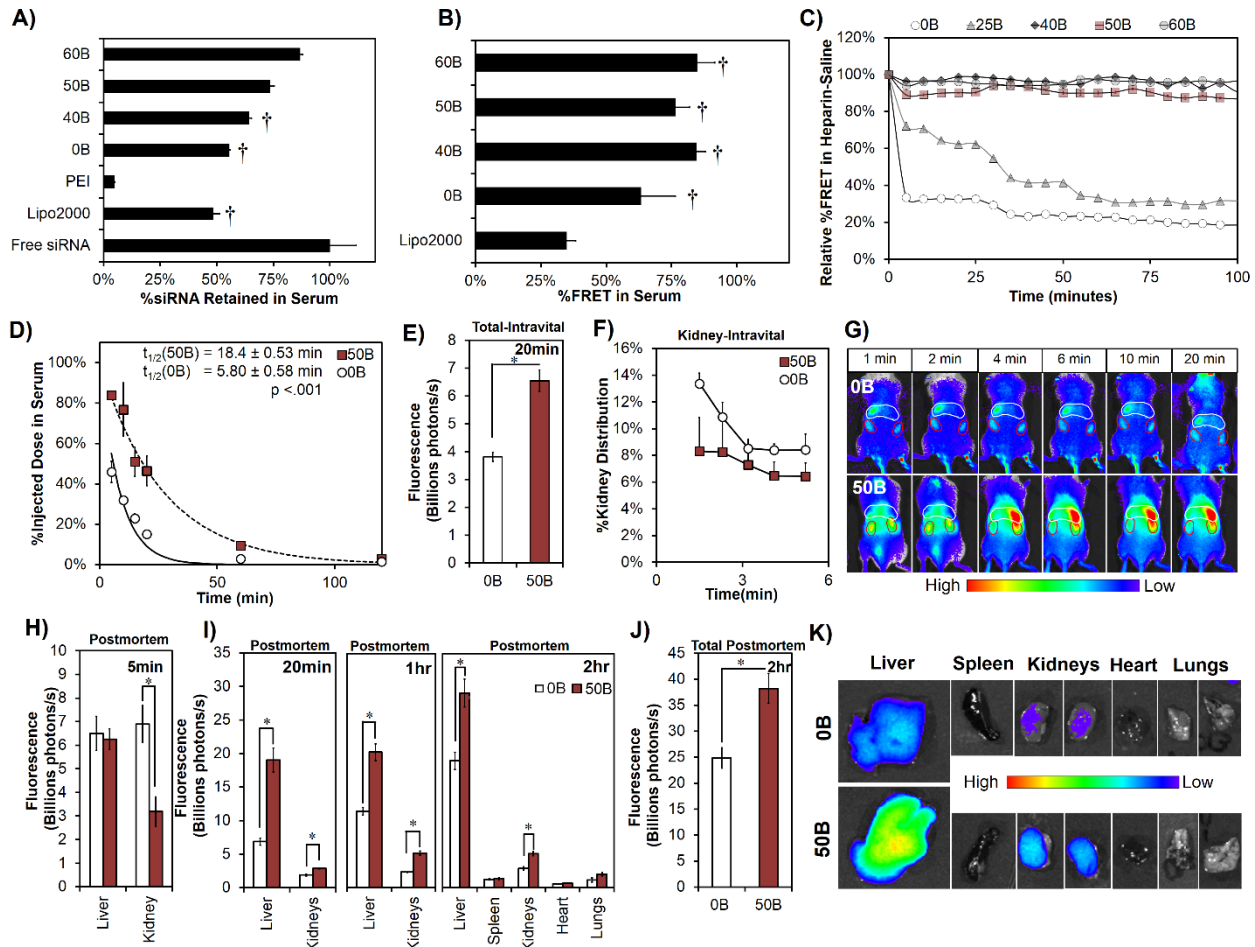 A)
60B
50B
40B
0B
PEI
Lipo2000
Free siRNA
†
†
†
0% 25% 50% 75% 100%
%siRNA Retained in Serum
B)
60B
50B
40B
0B
Lipo2000
†
†
†
†
0% 25% 50% 75% 100%
%FRET in Serum
C)
0B 25B 40B 50B 60B
120%
100%
80%
60%
40%
20%
0%
Relative %FRET in Heparin-Saline
0 25 50 75 100
Time (minutes)
D)
t1/2(50B) = 18.4 ± 0.53 min
t1/2(0B) = 5.80 ± 0.58 min
p <.001
50B
0B
100%
80%
60%
40%
20%
0%
%Injected Dose in Serum
0 50 100
Time (min)
E)
Total-Intravital
20min
*
8
7
6
5
4
3
2
1
0
Fluorescence
(Billions photons/s)
0B 50B
F)
Kidney-Intravital
50B
0B
16%
14%
12%
10%
8%
6%
4%
2%
0%
%Kidney Distribution
0 3 6
Time(min)
G)
1 min 2 min 4 min 6 min 10 min 20 min
0B
50B
High Low
H)
Postmortem
5min
*
10
9
8
7
6
5
4
3
2
1
0
Fluorescence
(Billions photons/s)
Liver Kidney
I)
Postmortem Postmortem Postmortem
20min 1hr 2hr
0B 50B
* * * * * *
35
30
25
20
15
10
5
0
Fluorescence
(Billions photons/s)
Liver Kidneys Liver Kidneys Liver Spleen Kidneys Heart Lungs
J)
Total Postmortem
2hr
*
45
40
35
30
25
20
15
10
5
0
Fluorescence
(Billions photons/s)
0B 50B
K)
Liver Spleen Kidneys Heart Lungs
0B
High Low
50B